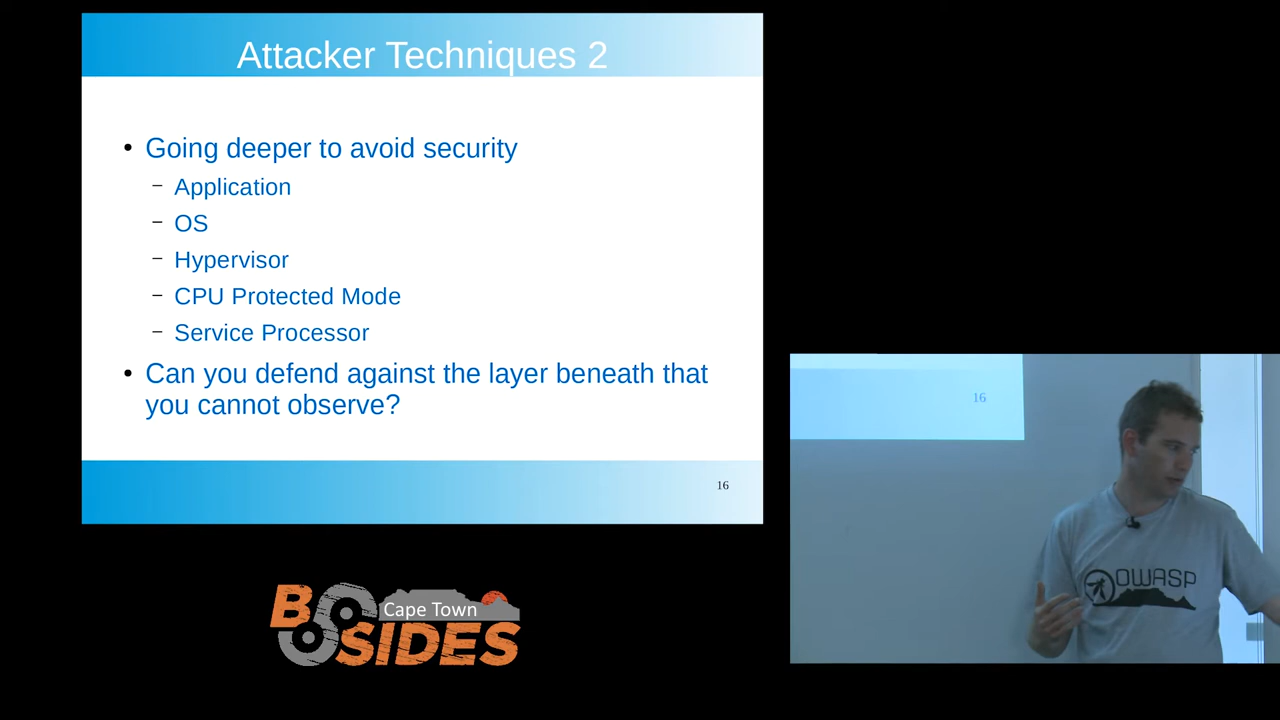 Attacker Techniques 2
• Going deeper to avoid security
– Application
– OS
– Hypervisor
– CPU Protected Mode
– Service Processor
• Can you defend against the layer beneath that
you cannot observe?
16
16
OWASP
BSIDES
Cape Town